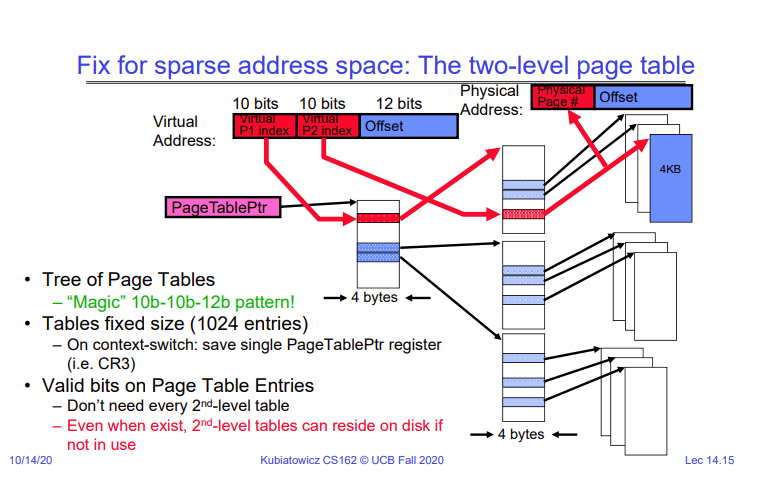 Fix for sparse address space: The two-level page table
Physical
Address:
Physical
Page #
Offset
10 bits
10 bits
12 bits
Virtual
Address:
Virtual
P1 index
Virtual
P2 index
Offset
4KB
PageTablePtr
4 bytes
• Tree of Page Tables
– “Magic” 10b-10b-12b pattern!
• Tables fixed size (1024 entries)
– On context-switch: save single PageTablePtr register
(i.e. CR3)
• Valid bits on Page Table Entries
– Don’t need every 2nd-level table
– Even when exist, 2nd-level tables can reside on disk if
not in use
4 bytes
10/14/20
Kubiatowicz CS162 © UCB Fall 2020
Lec 14.15